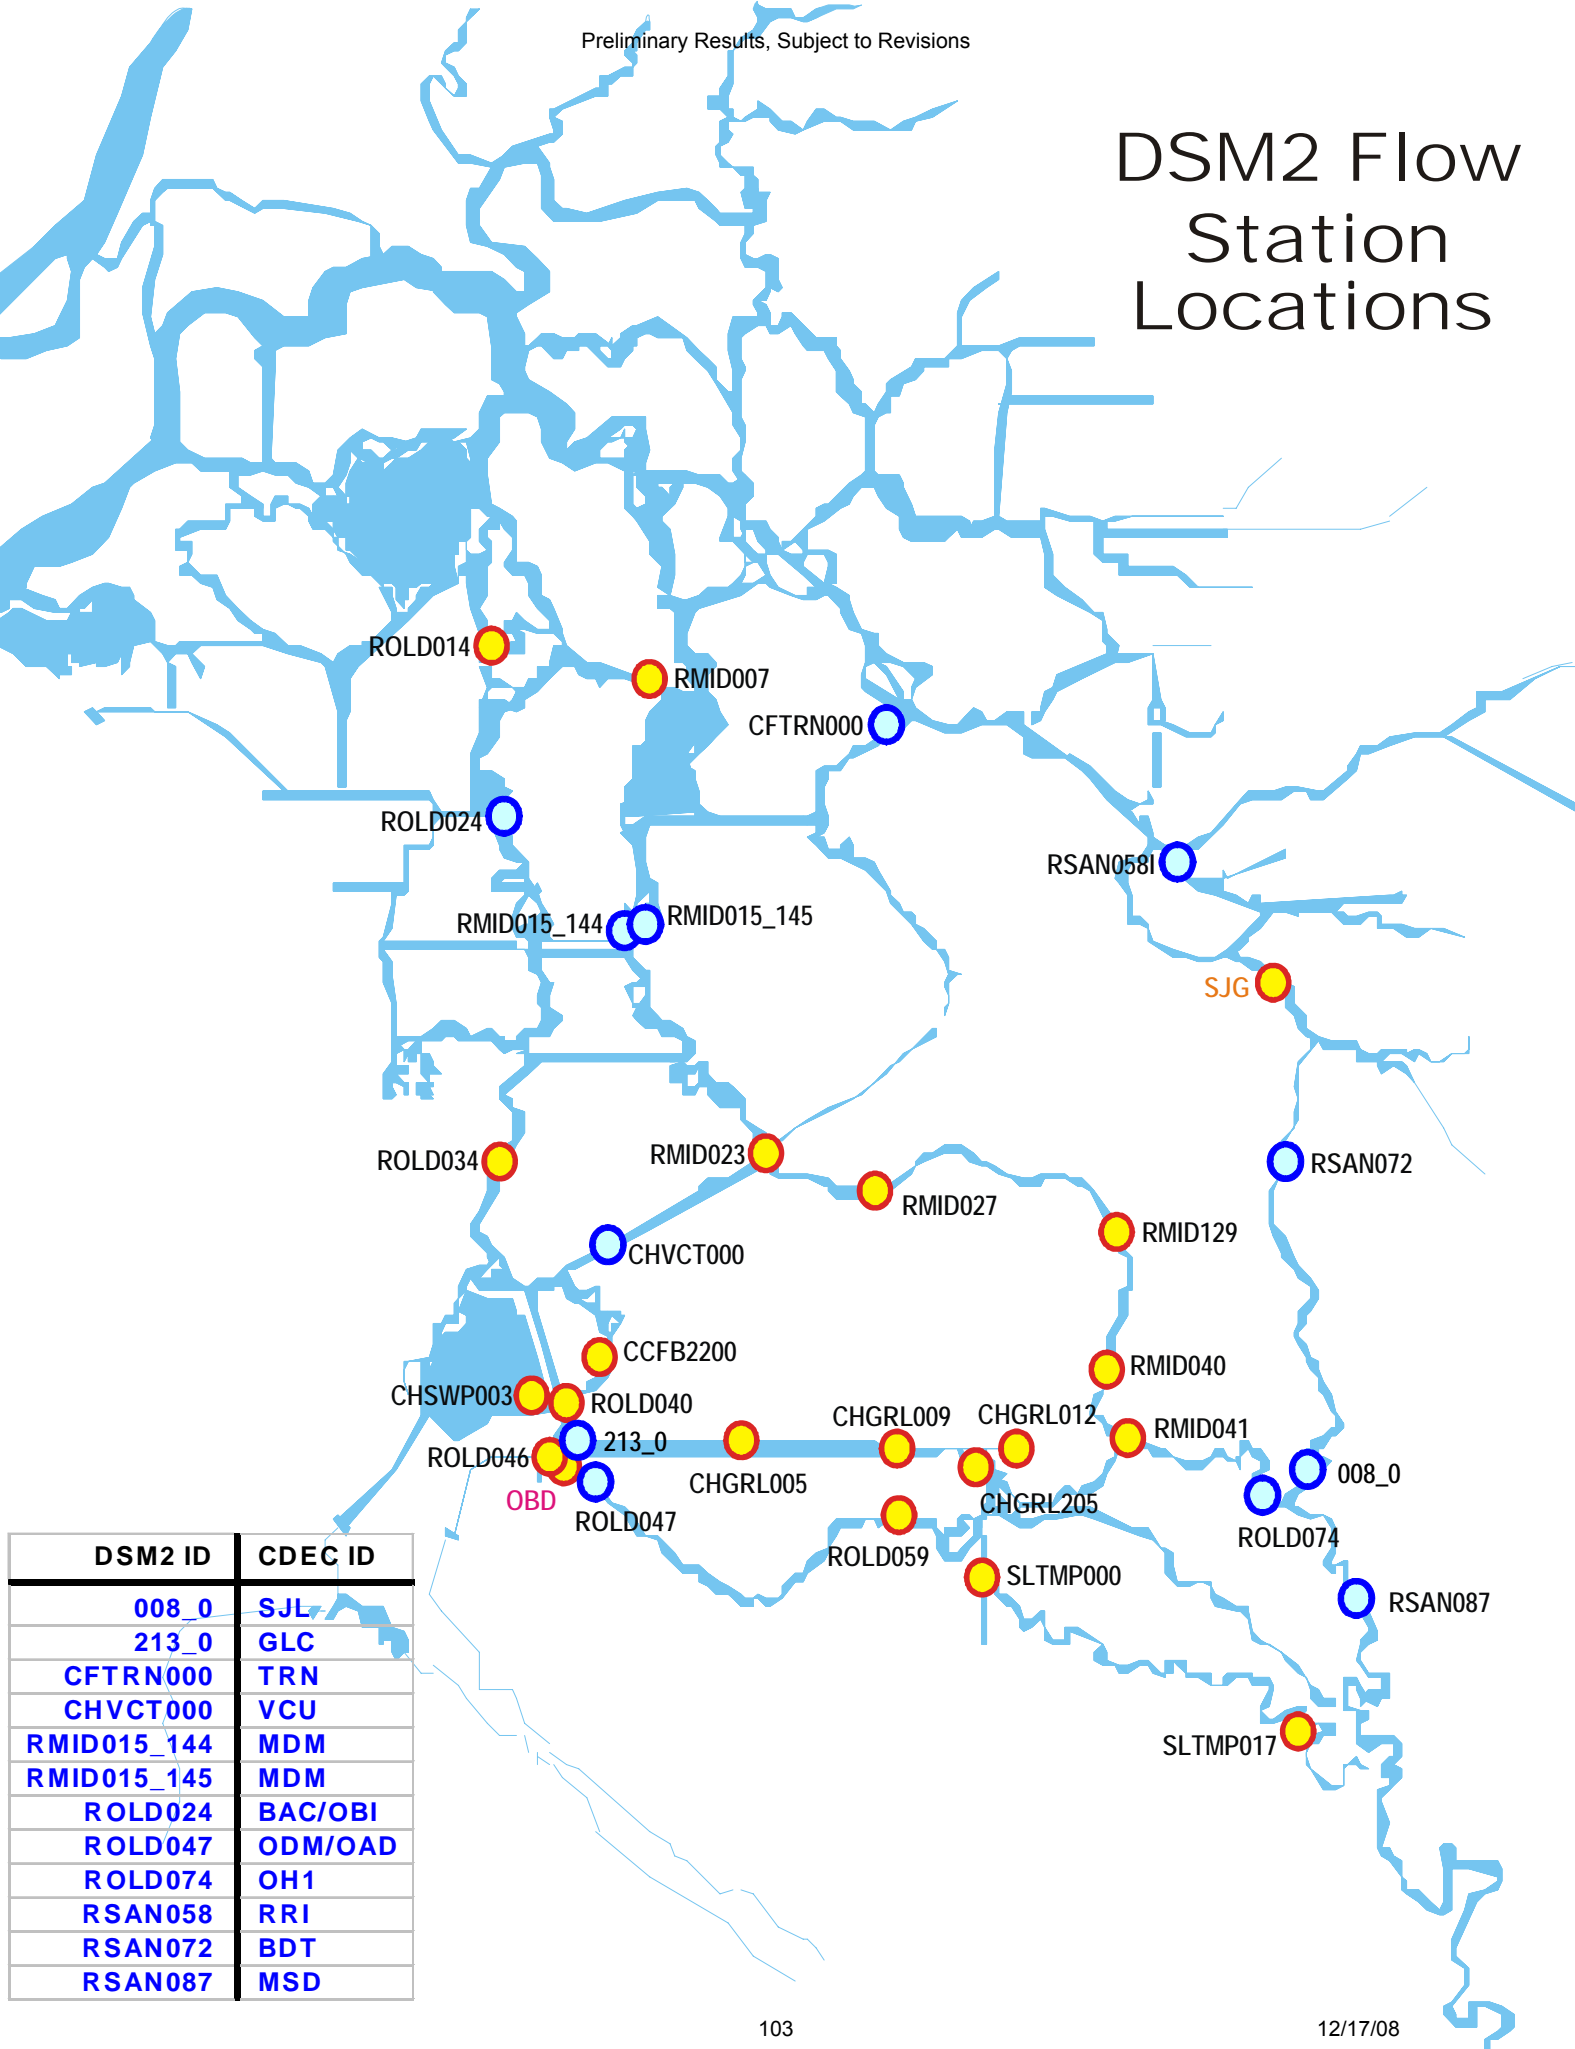 Preliminary Results, Subject to Revisions
DSM2 Flow
Station
Locations
ROLD014
RMID007
CFTRN000
ROLD024
RSAN058I
RMID015_144
RMID015_145
SJG
ROLD034
RMID023
RSAN072
RMID027
RMID129
CHVCT000
CCFB2200
RMID040
CHSWP003
ROLD040
CHGRL009
CHGRL012
RMID041
213_0
ROLD046
CHGRL005
008_0
OBD
CHGRL205
ROLD047
ROLD074
ROLD059
SLTMP000
RSAN087
SLTMP017
DSM2 ID CDEC ID
008_0 SJL
213_0 GLC
CFTRN000 TRN
CHVCT000 VCU
RMID015_144 MDM
RMID015_145 MDM
ROLD024 BAC/OBI
ROLD047 ODM/OAD
ROLD074 OH1
RSAN058 RRI
RSAN072 BDT
RSAN087 MSD
103
12/17/08